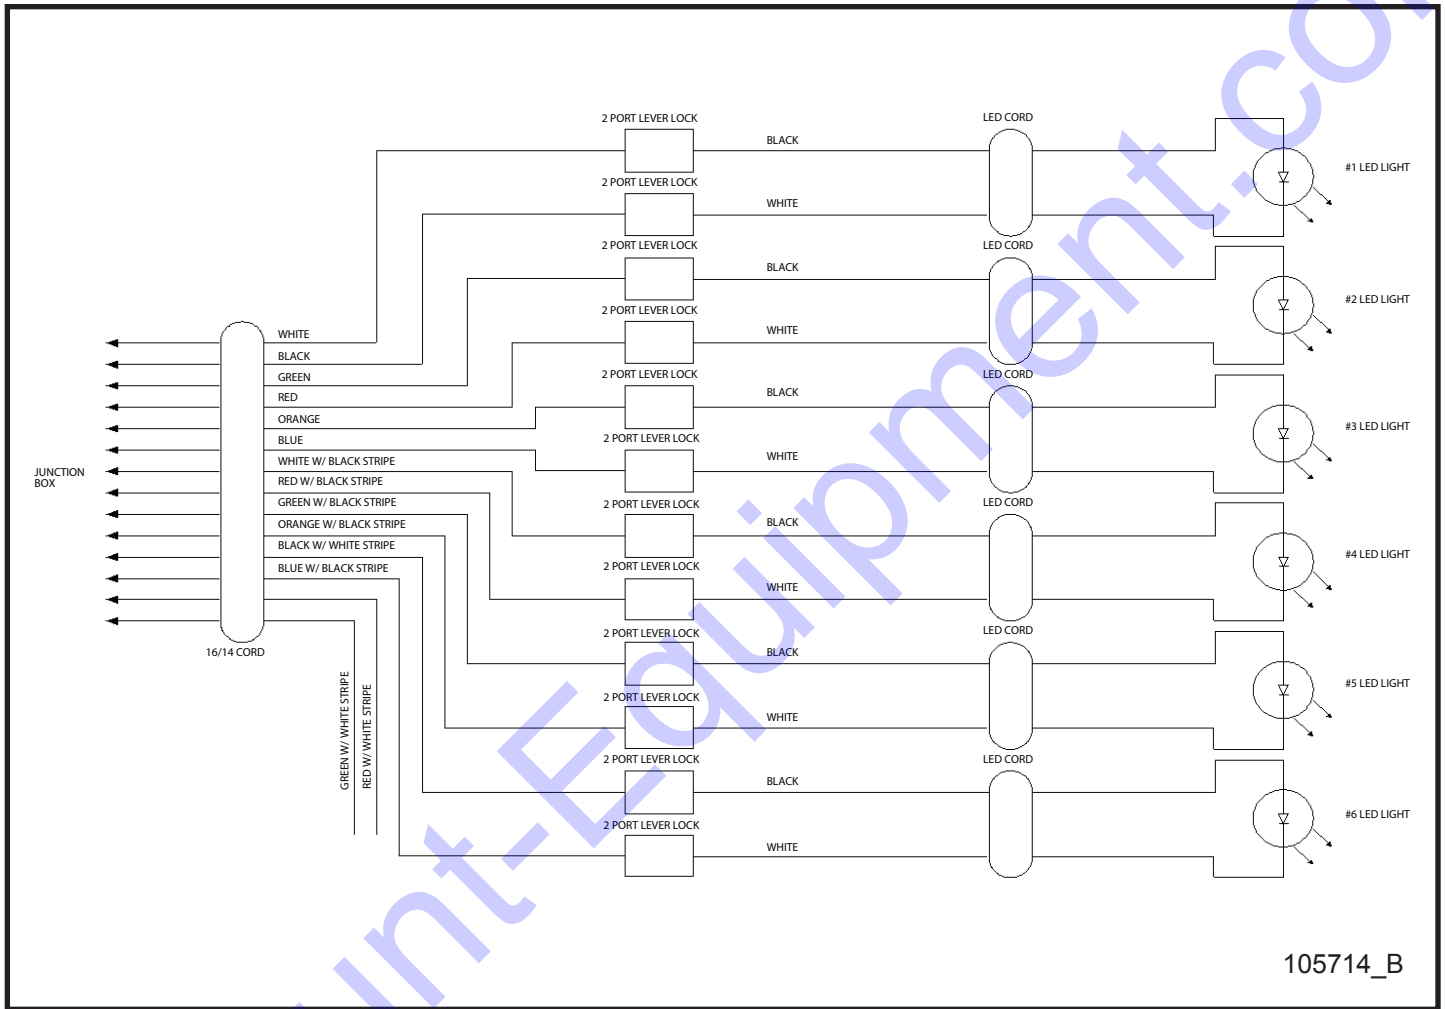 2 PORT LEVER LOCK
LED CORD
BLACK
#1 LED LIGHT
2 PORT LEVER LOCK
WHITE
2 PORT LEVER LOCK
LED CORD
BLACK
#2 LED LIGHT
2 PORT LEVER LOCK
WHITE
2 PORT LEVER LOCK
LED CORD
BLACK
#3 LED LIGHT
2 PORT LEVER LOCK
WHITE
2 PORT LEVER LOCK
LED CORD
BLACK
#4 LED LIGHT
2 PORT LEVER LOCK
WHITE
2 PORT LEVER LOCK
LED CORD
BLACK
#5 LED LIGHT
2 PORT LEVER LOCK
WHITE
2 PORT LEVER LOCK
LED CORD
BLACK
#6 LED LIGHT
2 PORT LEVER LOCK
WHITE
WHITE
BLACK
GREEN
RED
ORANGE
BLUE
WHITE W/ BLACK STRIPE
RED W/ BLACK STRIPE
GREEN W/ BLACK STRIPE
ORANGE W/ BLACK STRIPE
BLACK W/ WHITE STRIPE
BLUE W/ BLACK STRIPE
JUNCTION
BOX
16/14 CORD
GREEN W/ WHITE STRIPE
RED W/ WHITE STRIPE
105714_B